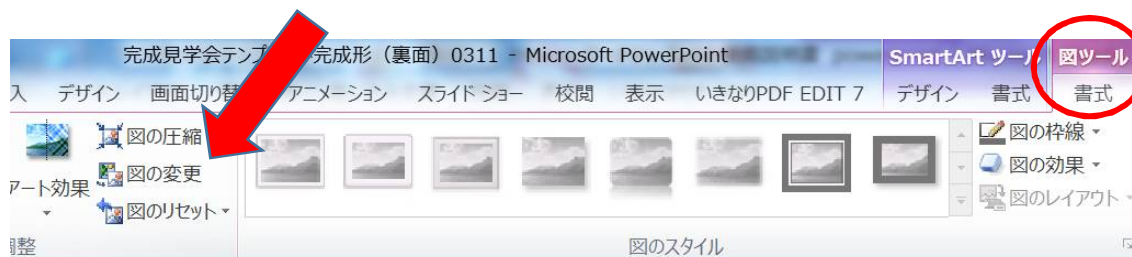 完成見学会テンプ 完成形（裏面）0311 - Microsoft PowerPoint SmartArt ツール 図ツール
入 デザイン 画面切り替 アニメーション スライド ショー 校閲 表示 いきなりPDF EDIT 7 デザイン 書式 書式
図の圧縮
図の変更
アート効果
図のリセット
図の枠線
図の効果
図のレイアウト
調整 図のスタイル